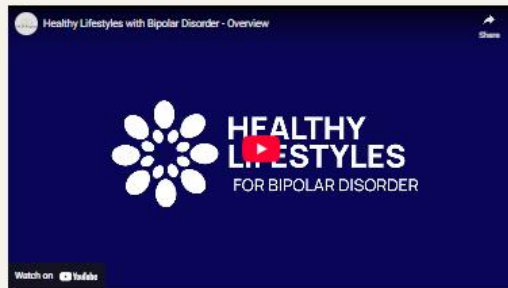 Healthy Lifestyles with Bipolar Disorder - Overview
Share
HEALTHY
LIFESTYLES
FOR BIPOLAR DISORDER
Watch on YouTube